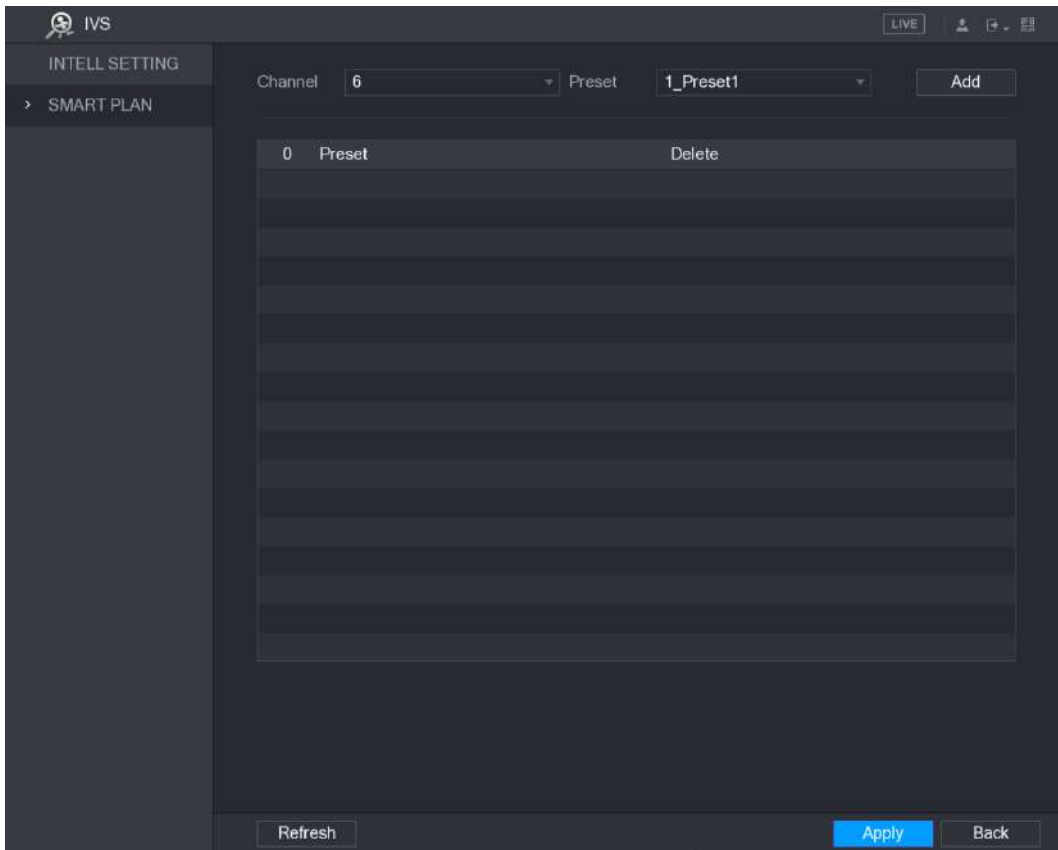 IVS LIVE
INTELL SETTING
Channel 6 Preset 1_Preset1 Add
> SMART PLAN
0 Preset Delete
Refresh Apply Back